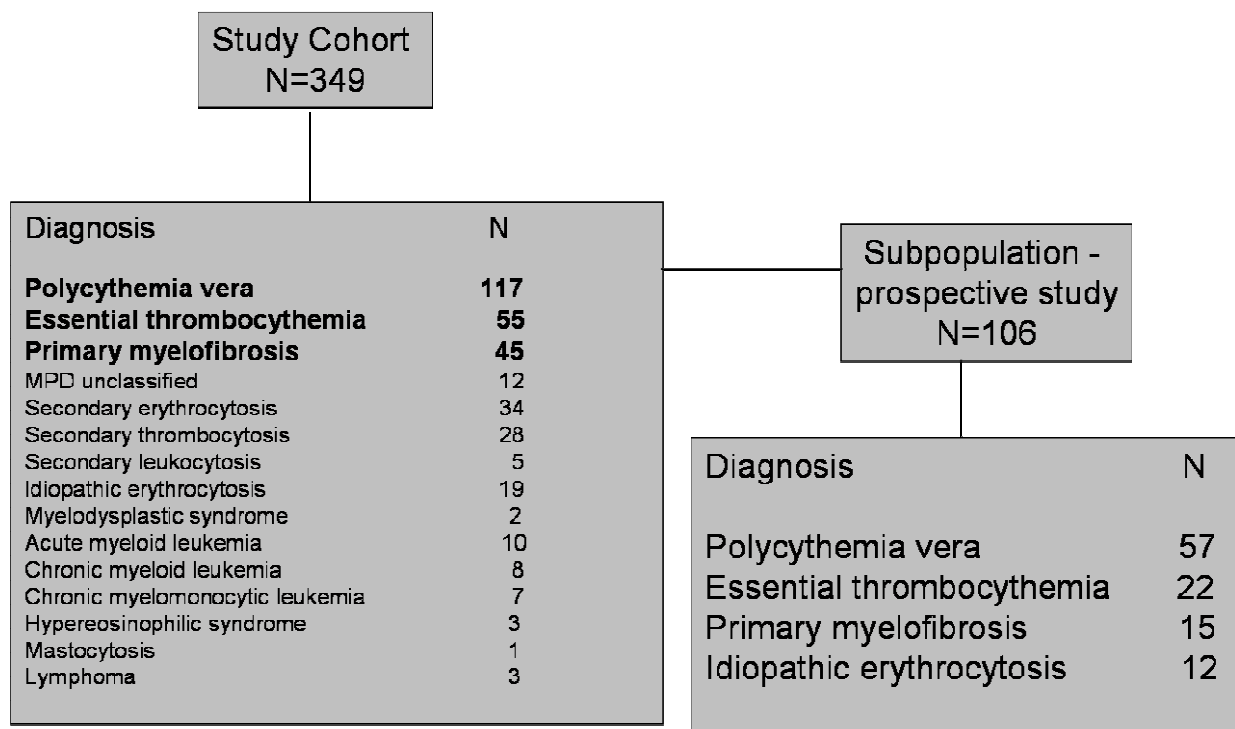 Study Cohort
N=349
Diagnosis N
Polycythemia vera 117
Essential thrombocythemia 55
Primary myelofibrosis 45
MPD unclassified 12
Secondary erythrocytosis 34
Secondary thrombocytosis 28
Secondary leukocytosis 5
Idiopathic erythrocytosis 19
Myelodysplastic syndrome 2
Acute myeloid leukemia 10
Chronic myeloid leukemia 8
Chronic myelomonocytic leukemia 7
Hypereosinophilic syndrome 3
Mastocytosis 1
Lymphoma 3
Subpopulation -
prospective study
N=106
Diagnosis N
Polycythemia vera 57
Essential thrombocythemia 22
Primary myelofibrosis 15
Idiopathic erythrocytosis 12